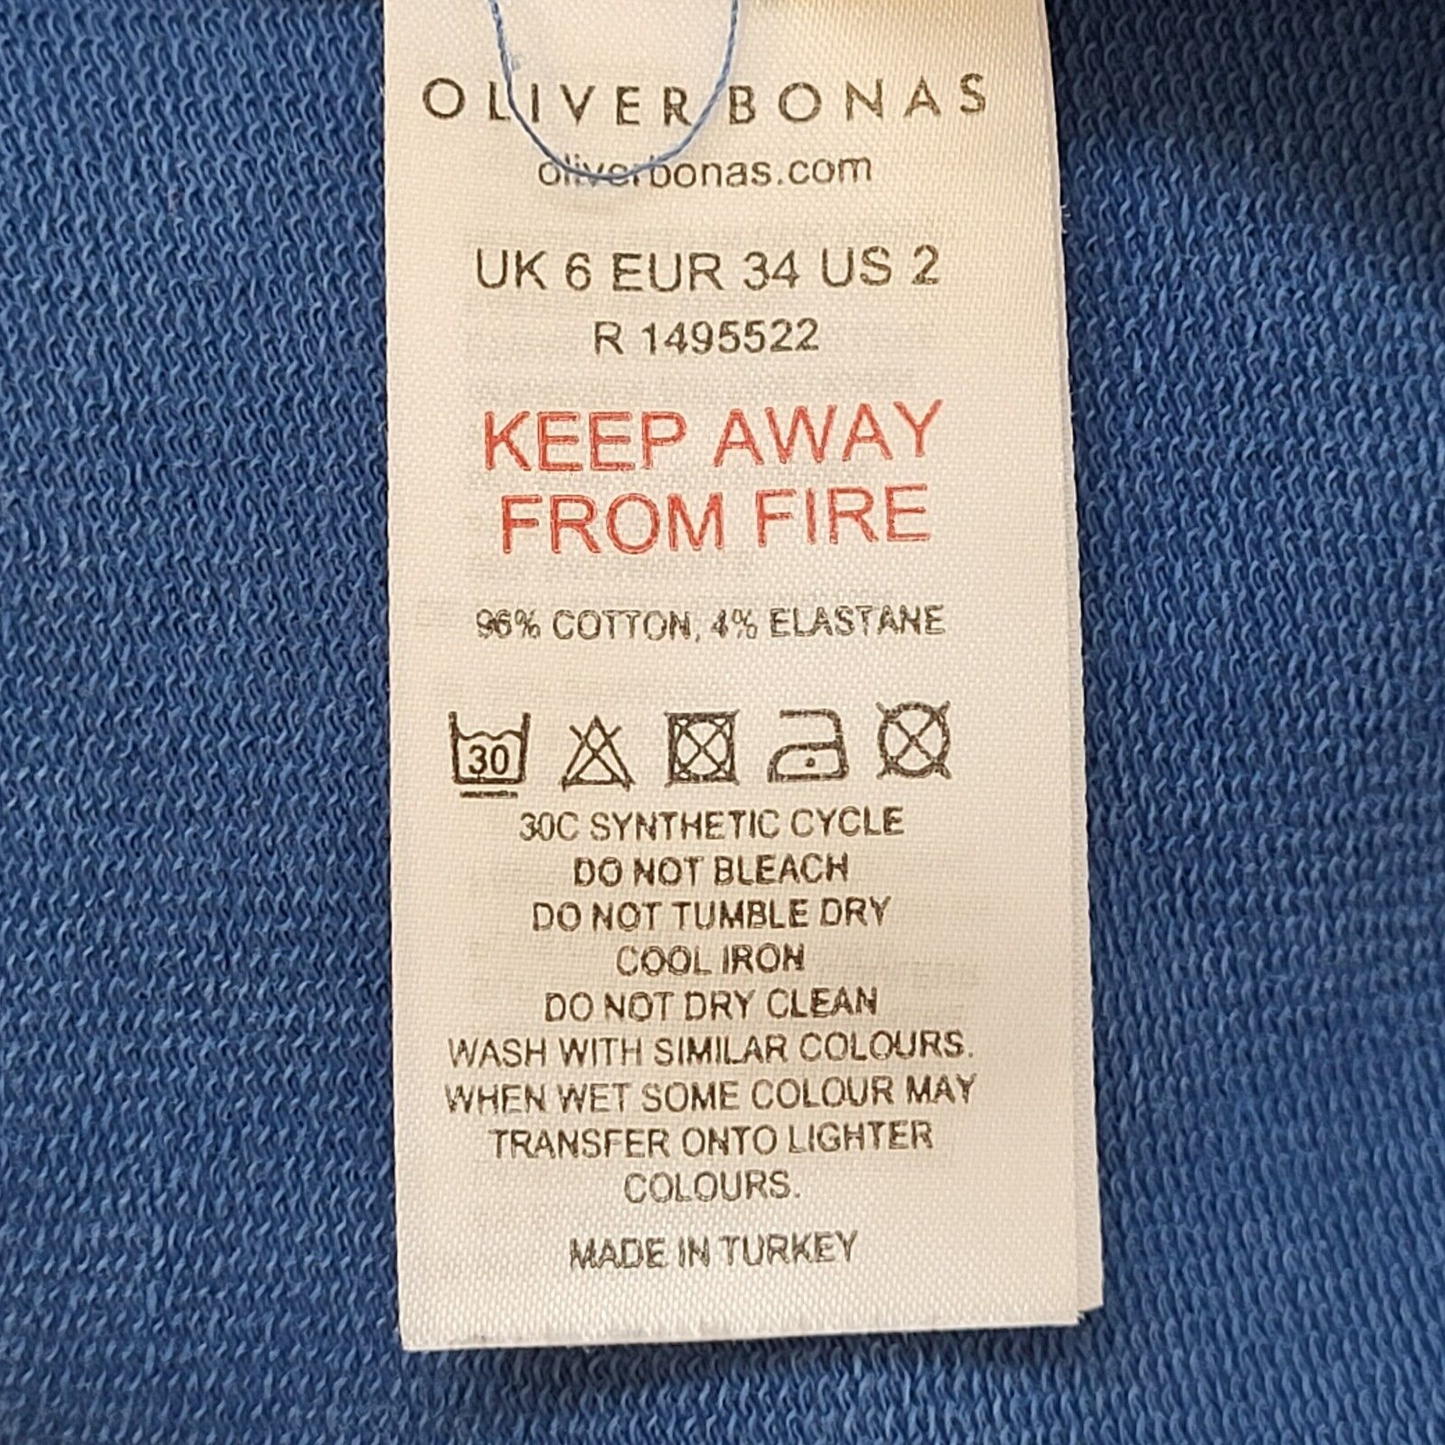 OLIVER BONAS
oliverbonas.com
UK 6 EUR 34 US 2
R 1495522
KEEP AWAY
FROM FIRE
96% COTTON, 4% ELASTANE
30
30C SYNTHETIC CYCLE
DO NOT BLEACH
DO NOT TUMBLE DRY
COOL IRON
DO NOT DRY CLEAN
WASH WITH SIMILAR COLOURS.
WHEN WET SOME COLOUR MAY
TRANSFER ONTO LIGHTER
COLOURS.
MADE IN TURKEY